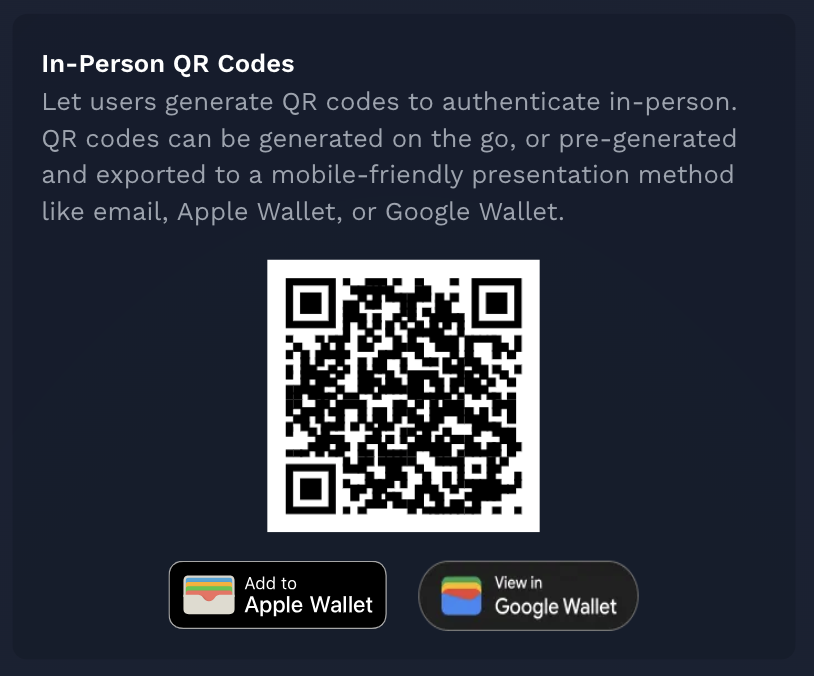 In-Person QR Codes
Let users generate QR codes to authenticate in-person.
QR codes can be generated on the go, or pre-generated
and exported to a mobile-friendly presentation method
like email, Apple Wallet, or Google Wallet.
Add to
Apple Wallet
View in
Google Wallet